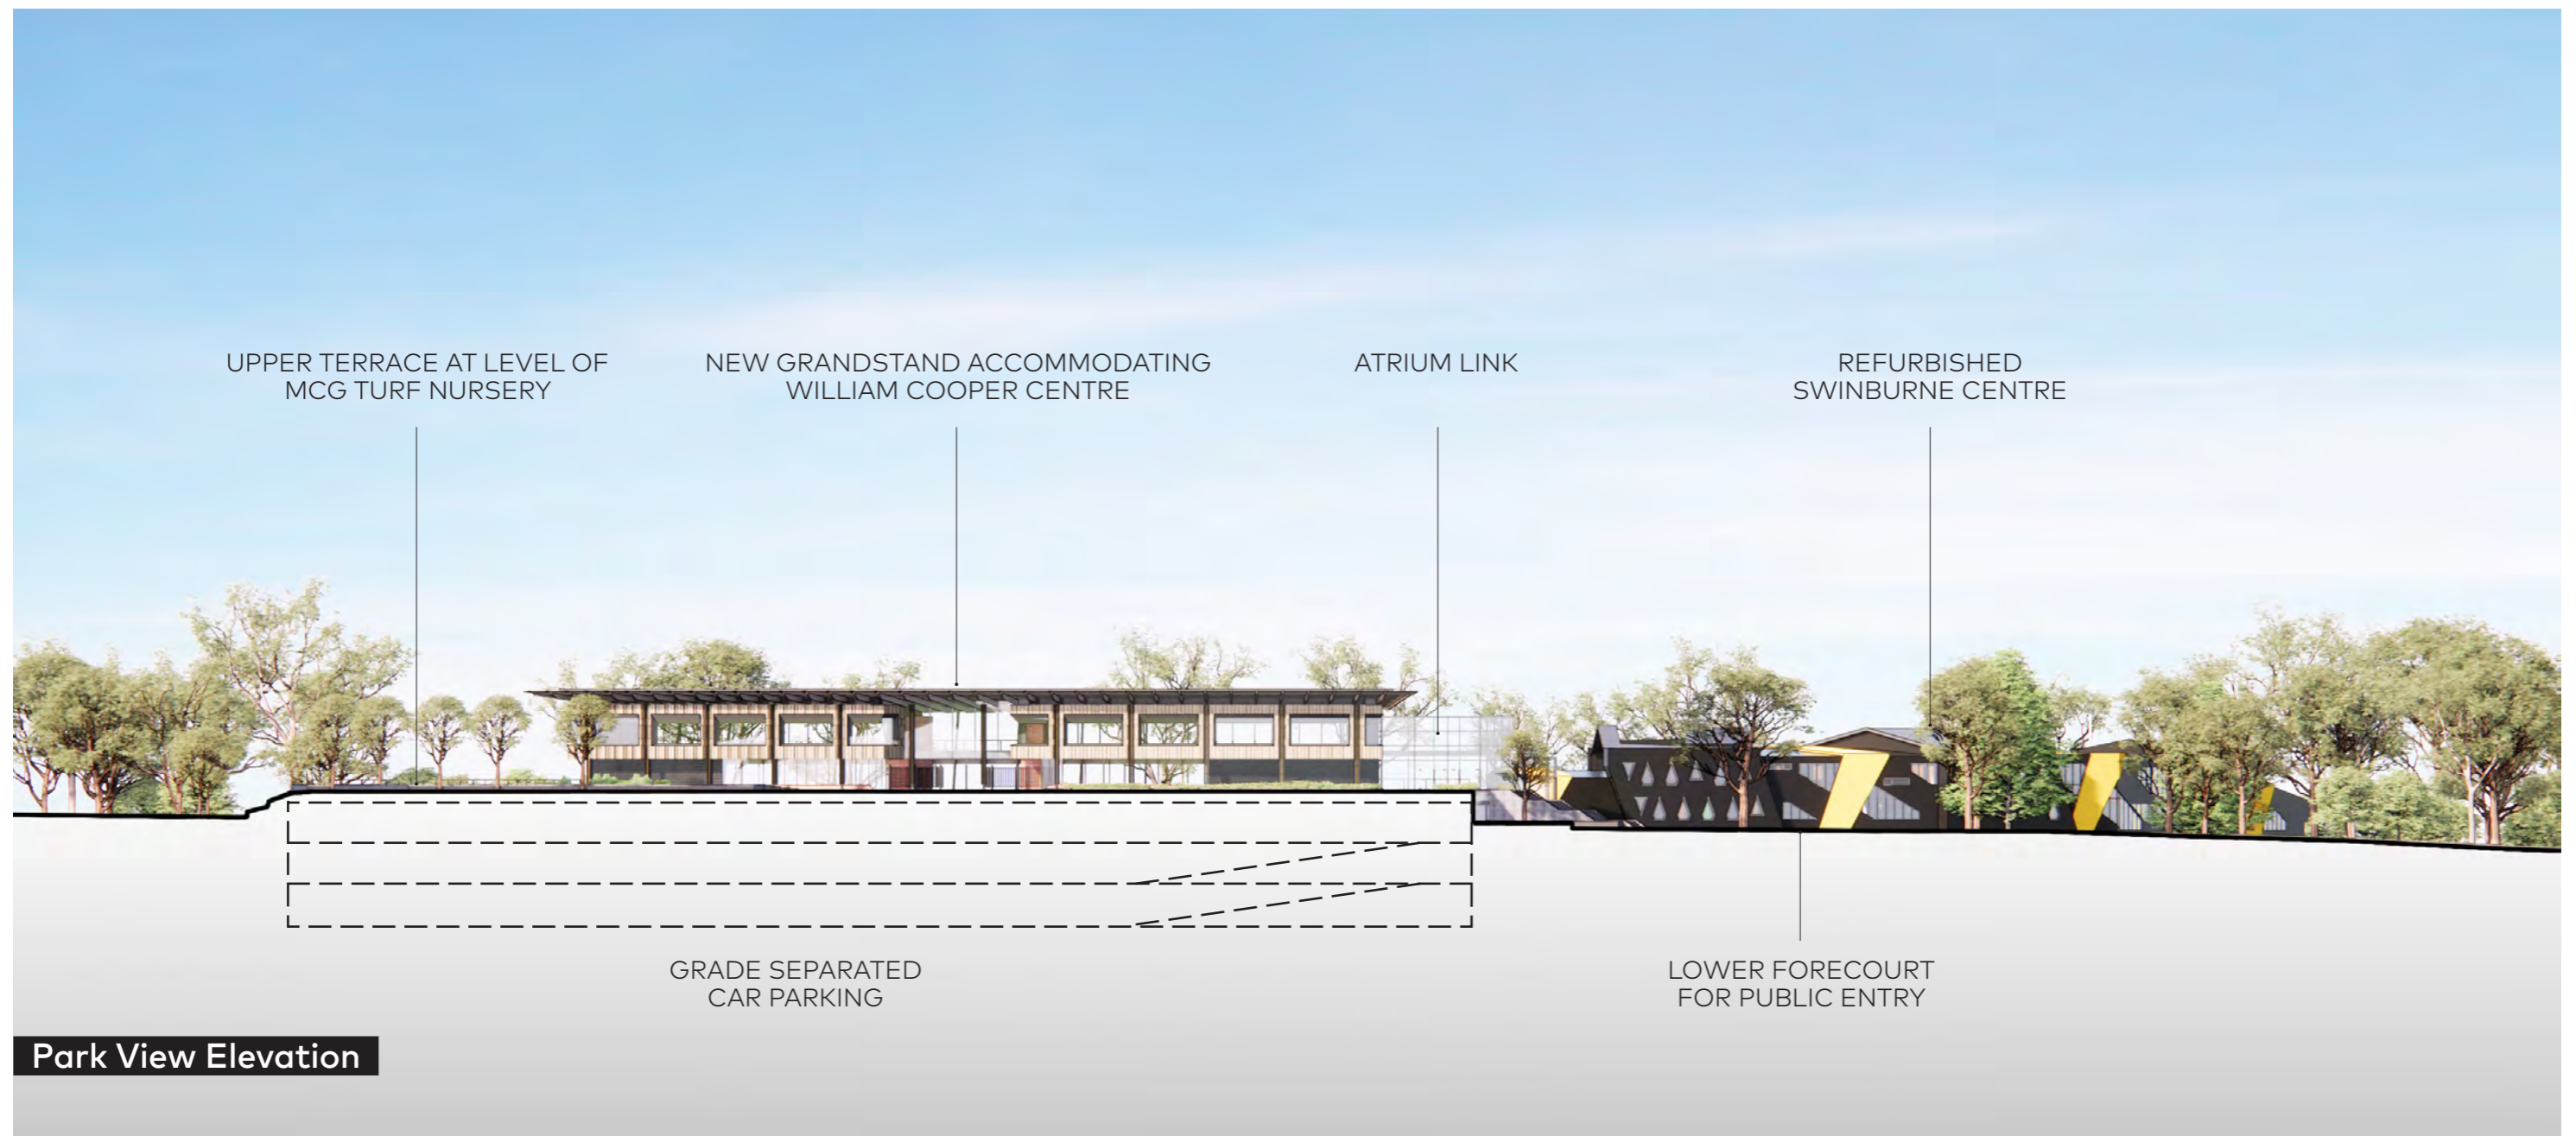 UPPER TERRACE AT LEVEL OF
MCG TURF NURSERY
NEW GRANDSTAND ACCOMMODATING
WILLIAM COOPER CENTRE
ATRIUM LINK
REFURBISHED
SWINBURNE CENTRE
GRADE SEPARATED
CAR PARKING
LOWER FORECOURT
FOR PUBLIC ENTRY
Park View Elevation